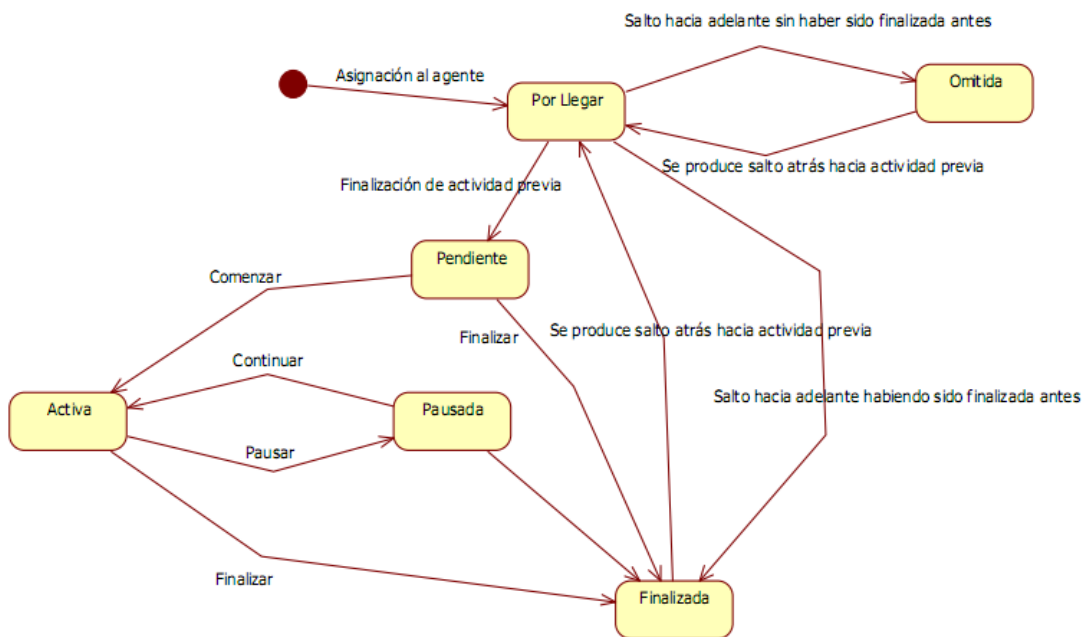 Salto hacia adelante sin haber sido finalizada antes
Asignación al agente
Omitida
Por Llegar
Se produce salto atrás hacia actividad previa
Finalización de actividad previa
Pendiente
Comenzar
Se produce salto atrás hacia actividad previa
Finalizar
Continuar
Salto hacia adelante habiendo sido finalizada antes
Activa
Pausada
Pausar
Finalizar
Finalizada